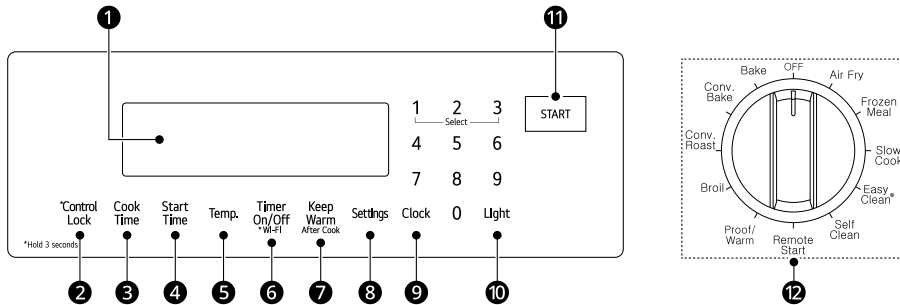 1
11
1 2 3
Select
START
4 5 6
7 8 9
*Control
Lock
Cook
Time
Start
Time
Temp.
Timer
On/Off
*Wi-Fi
Keep
Warm
After Cook
Settings
Clock
0
Light
*Hold 3 seconds
2 3 4 5 6 7 8 9 10
OFF
Air Fry
Frozen
Meal
Slow
Cook
Easy
Clean®
Self
Clean
Remote
Start
Proof/
Warm
Broil
Conv.
Roast
Conv.
Bake
Bake
12